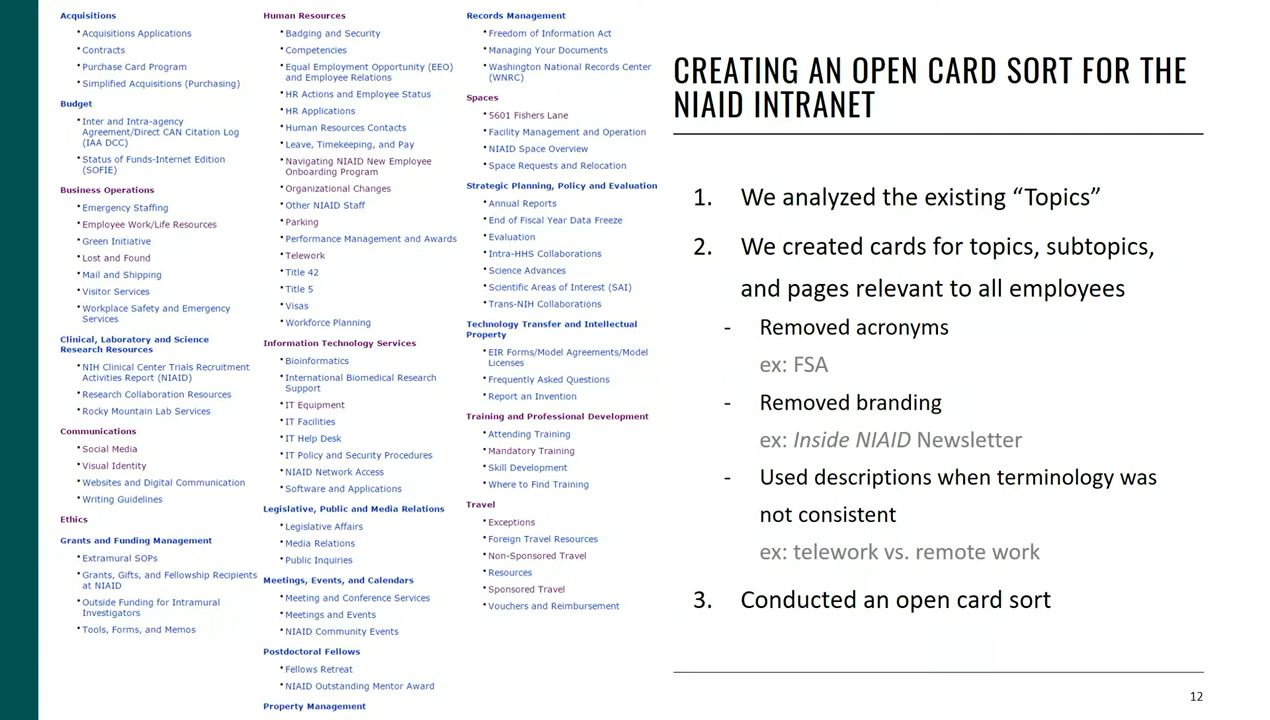 Acquisitions
Acquisitions Applications
Contracts
Purchase Card Program
Simplified Acquisitions (Purchasing)
Budget
Inter and Intra-agency
Agreement/Direct CAN Citation Log
(IAA DCC)
Status of Funds-Internet Edition
(SOFIE)
Business Operations
Emergency Staffing
Employee Work/Life Resources
Green Initiative
Lost and Found
Mail and Shipping
Visitor Services
Workplace Safety and Emergency
Services
Clinical, Laboratory and Science
Research Resources
NIH Clinical Center Trials Recruitment
Activities Report (NIAID)
Research Collaboration Resources
Rocky Mountain Lab Services
Communications
Social Media
Visual Identity
Websites and Digital Communication
Writing Guidelines
Ethics
Grants and Funding Management
Extramural SOPs
Grants, Gifts, and Fellowship Recipients
at NIAID
Outside Funding for Intramural
Investigators
Tools, Forms, and Memos
Human Resources
Badging and Security
Competencies
Equal Employment Opportunity (EEO)
and Employee Relations
HR Actions and Employee Status
HR Applications
Human Resources Contacts
Leave, Timekeeping, and Pay
Navigating NIAID New Employee
Onboarding Program
Organizational Changes
Other NIAID Staff
Parking
Performance Management and Awards
Telework
Title 42
Title 5
Visas
Workforce Planning
Information Technology Services
Bioinformatics
International Biomedical Research
Support
IT Equipment
IT Facilities
IT Help Desk
IT Policy and Security Procedures
NIAID Network Access
Software and Applications
Legislative, Public and Media Relations
Legislative Affairs
Media Relations
Public Inquiries
Meetings, Events, and Calendars
Meeting and Conference Services
Meetings and Events
NIAID Community Events
Postdoctoral Fellows
Fellows Retreat
NIAID Outstanding Mentor Award
Property Management
Records Management
Freedom of Information Act
Managing Your Documents
Washington National Records Center
(WNRC)
Spaces
5601 Fishers Lane
Facility Management and Operation
NIAID Space Overview
Space Requests and Relocation
Strategic Planning, Policy and Evaluation
Annual Reports
End of Fiscal Year Data Freeze
Evaluation
Intra-HHS Collaborations
Science Advances
Scientific Areas of Interest (SAI)
Trans-NIH Collaborations
Technology Transfer and Intellectual
Property
EIR Forms/Model Agreements/Model
Licenses
Frequently Asked Questions
Report an Invention
Training and Professional Development
Attending Training
Mandatory Training
Skill Development
Where to Find Training
Travel
Exceptions
Foreign Travel Resources
Non-Sponsored Travel
Resources
Sponsored Travel
Vouchers and Reimbursement
CREATING AN OPEN CARD SORT FOR THE
NIAID INTRANET
1. We analyzed the existing “Topics”
2. We created cards for topics, subtopics,
and pages relevant to all employees
- Removed acronyms
ex: FSA
- Removed branding
ex: Inside NIAID Newsletter
- Used descriptions when terminology was
not consistent
ex: telework vs. remote work
3. Conducted an open card sort
12